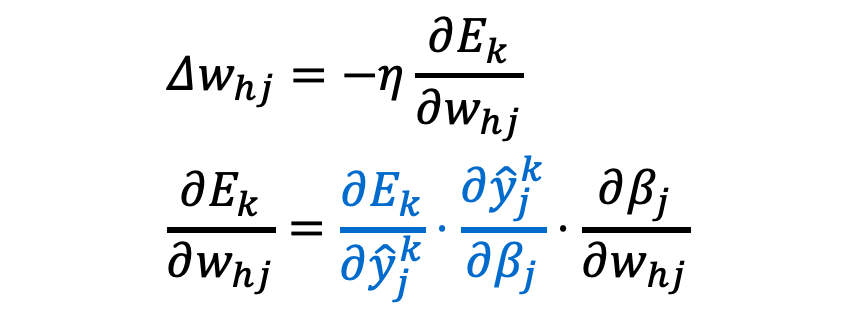 Δw_{hj} = −η ∂E_k/∂w_{hj}
∂E_k/∂w_{hj} = ∂E_k/∂ŷ_j^k · ∂ŷ_j^k/∂β_j · ∂β_j/∂w_{hj}